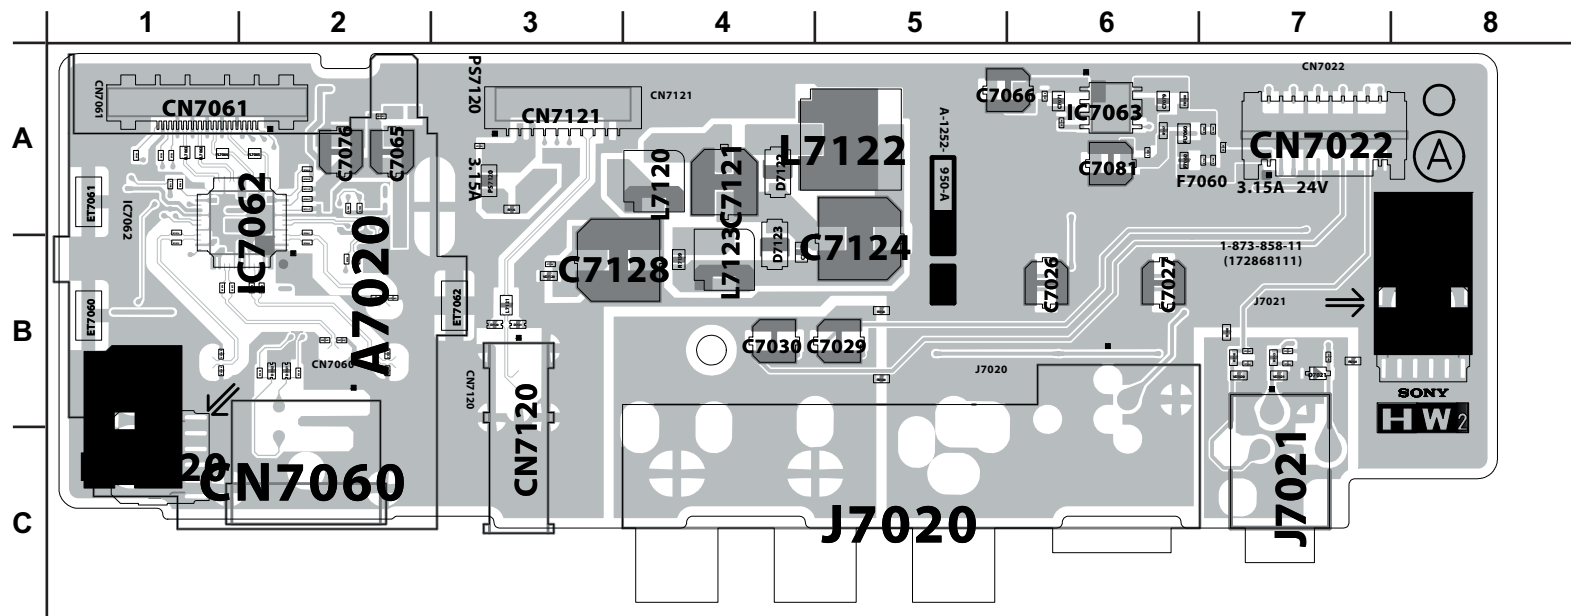 1 2 3 4 5 6 7 8
A
B
C
CN7061
CN7061
PS7120
CN7121
CN7121
C7066
IC7063
CN7022
CN7022
A
C7076
C7065
3.15A
L7120
C7121
D7122
L7122
A-1252-
950-A
C7081
F7060
3.15A 24V
ET7061
IC7062
IC7062
A7020
C7128
L7123
D7123
C7124
C7026
C7027
1-873-858-11
(172868111)
ET7060
ET7062
J7021
C7030
C7029
CN7060
CN7120
J7020
SONY
HW2
20
CN7060
CN7120
J7020
J7021